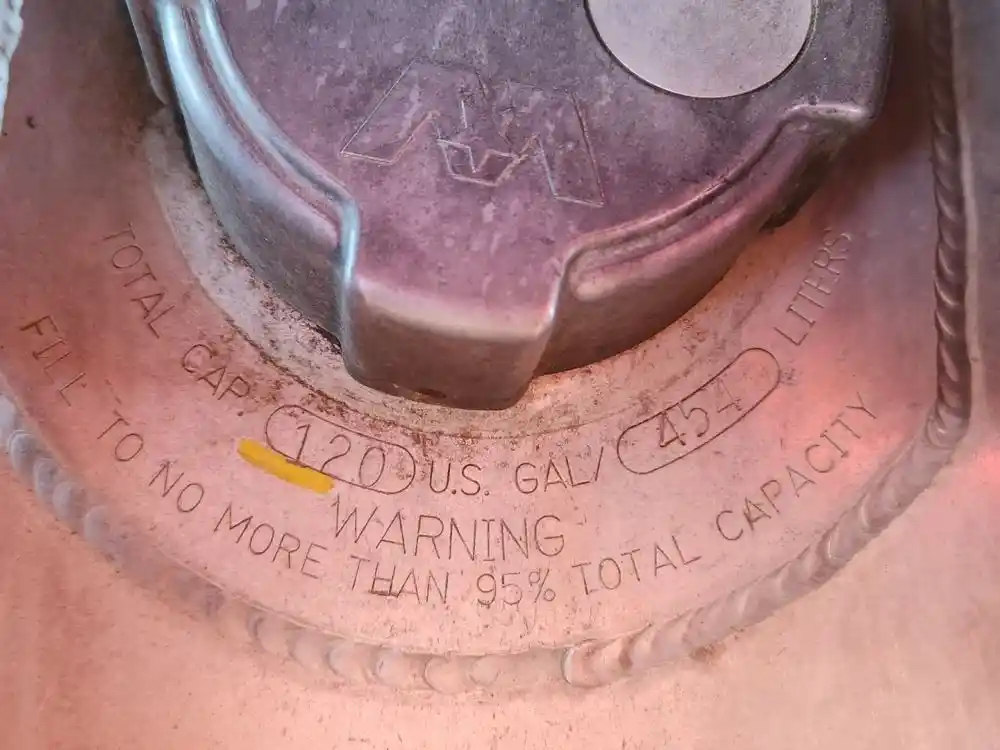 TOTAL CAP. 120 U.S. GAL/ 454 LITERS
WARNING
FILL TO NO MORE THAN 95% TOTAL CAPACITY